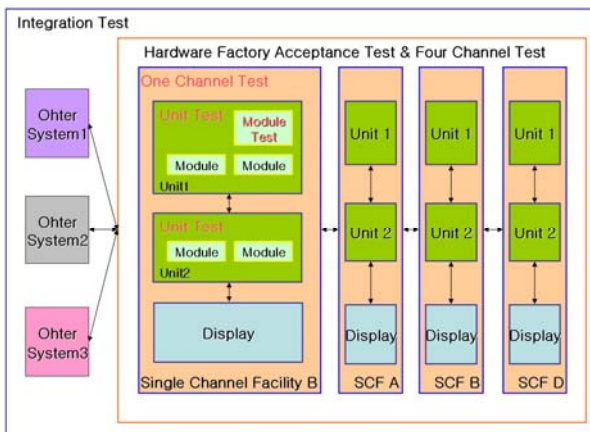 Integration Test
Hardware Factory Acceptance Test & Four Channel Test
One Channel Test
Unit Test
Module
Test
Module
Module
Unit1
Unit Test
Module
Module
Unit2
Display
Single Channel Facility B
Unit 1
Unit 2
Display
SCF A
Unit 1
Unit 2
Display
SCF B
Unit 1
Unit 2
Display
SCF D
Ohter
System1
Ohter
System2
Ohter
System3